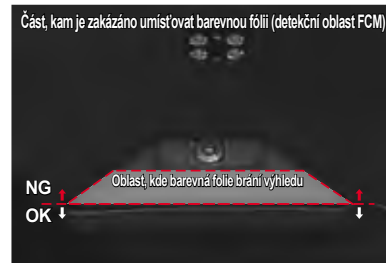 Část, kam je zakázáno umísťovat barevnou fólii (detekční oblast FCM)
Oblast, kde barevná fólie brání výhledu
NG
OK